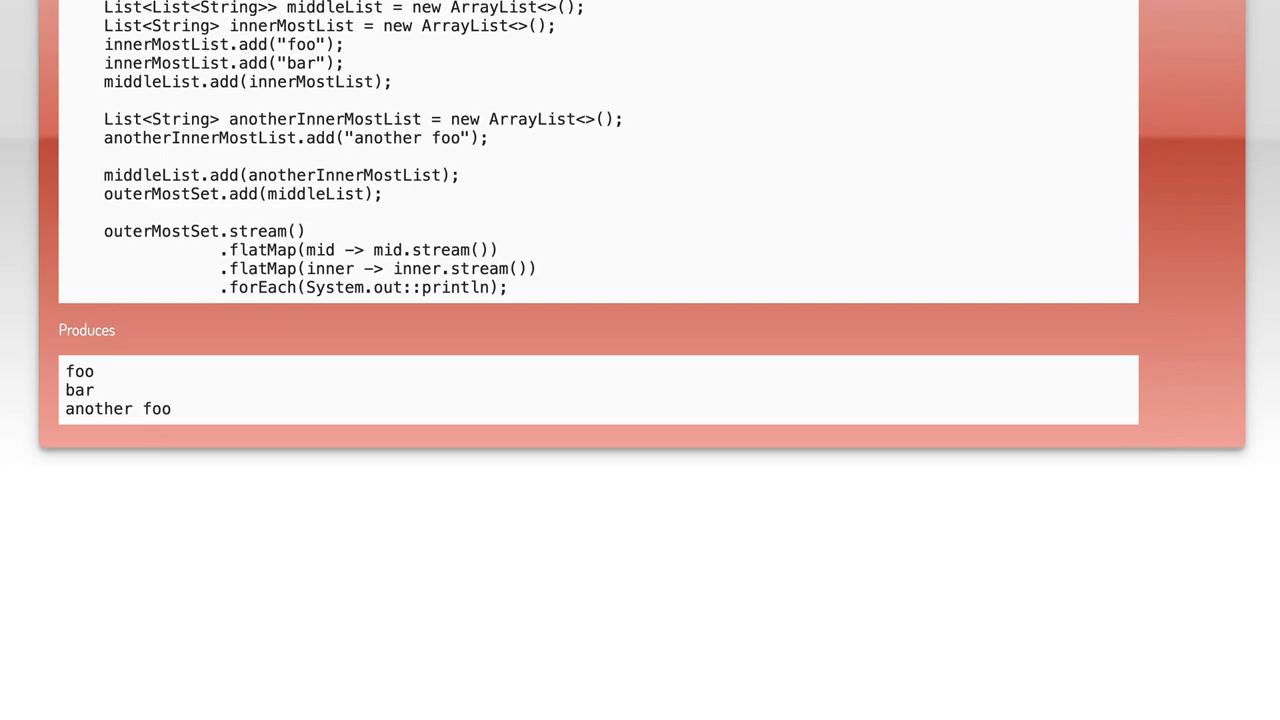 List<List<String>> middleList = new ArrayList<>();
List<String> innerMostList = new ArrayList<>();
innerMostList.add("foo");
innerMostList.add("bar");
middleList.add(innerMostList);
List<String> anotherInnerMostList = new ArrayList<>();
anotherInnerMostList.add("another foo");
middleList.add(anotherInnerMostList);
outerMostSet.add(middleList);
outerMostSet.stream()
.flatMap(mid -> mid.stream())
.flatMap(inner -> inner.stream())
.forEach(System.out::println);
Produces
foo
bar
another foo